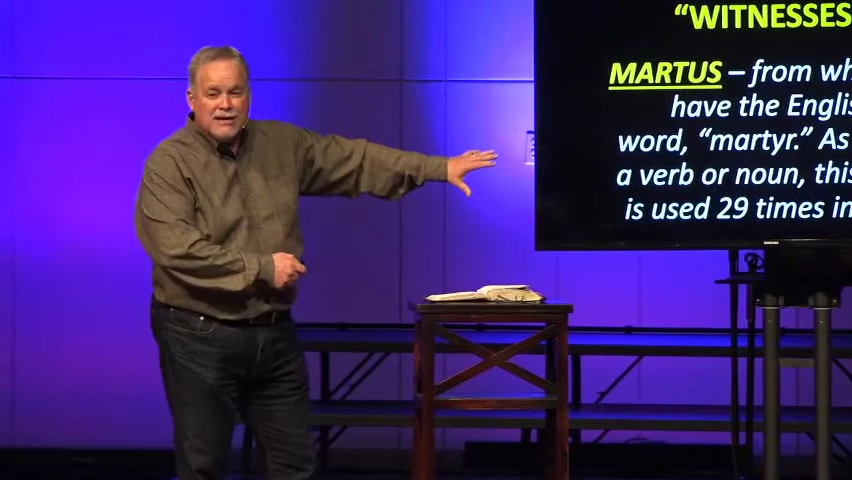 "WITNESSES
MARTUS – from wh
have the Englis
word, "martyr." As
a verb or noun, this
is used 29 times in
SAMSUNG